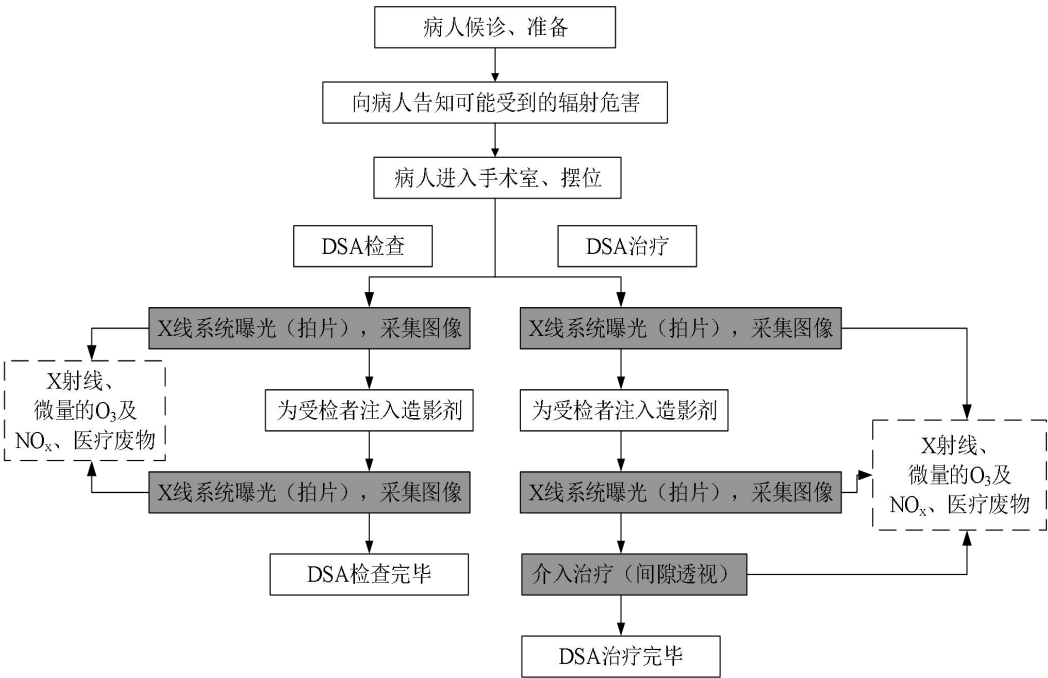 病人候诊、准备
向病人告知可能受到的辐射危害
病人进入手术室、摆位
DSA检查
DSA治疗
X线系统曝光（拍片），采集图像
X线系统曝光（拍片），采集图像
X射线、
微量的O₃及
NOₓ、医疗废物
为受检者注入造影剂
为受检者注入造影剂
X射线、
微量的O₃及
NOₓ、医疗废物
X线系统曝光（拍片），采集图像
X线系统曝光（拍片），采集图像
DSA检查完毕
介入治疗（间隙透视）
DSA治疗完毕